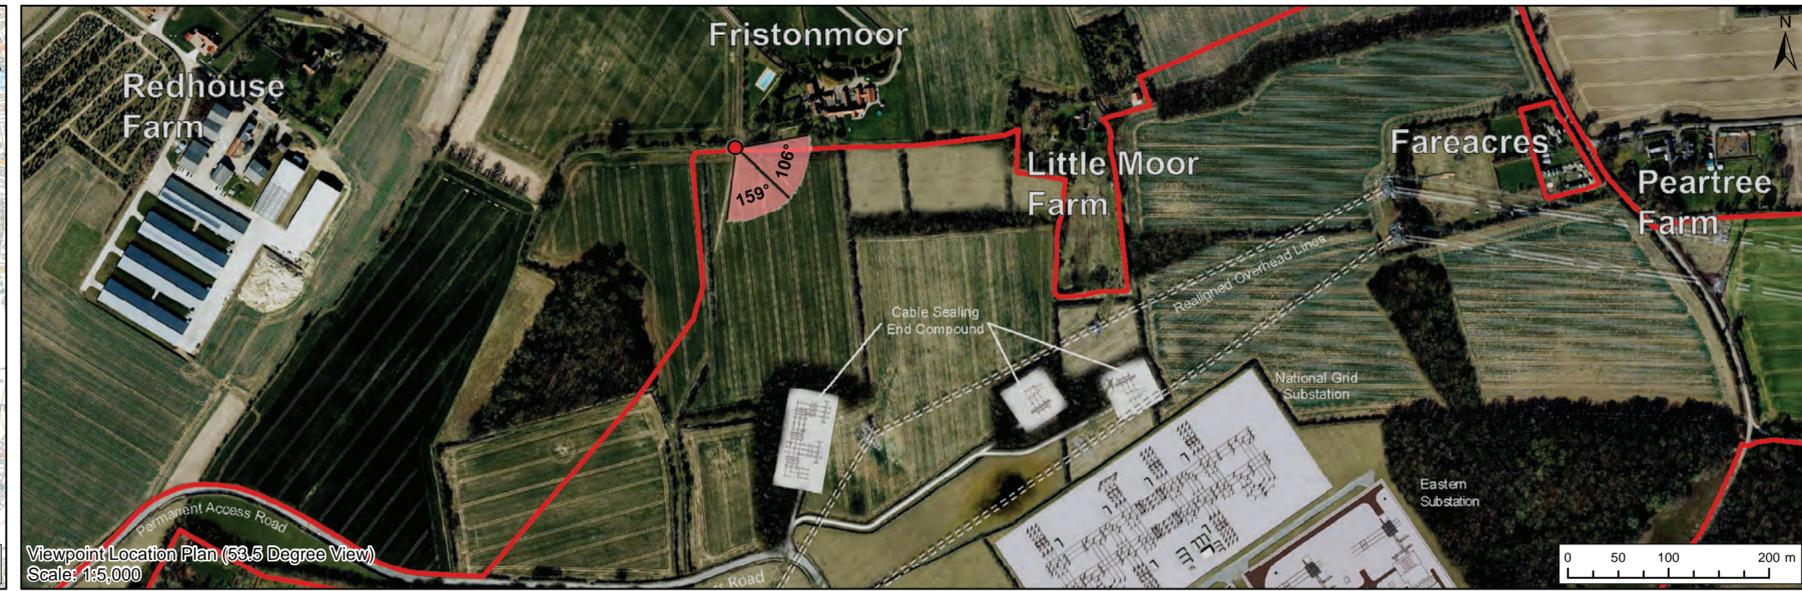 Fristonmoor
N
Redhouse
Farm
106°
159°
Little Moor
Farm
Fareacres
Peartree
Farm
Realigned Overhead Lines
Cable Sealing
End Compound
National Grid
Substation
Eastern
Substation
Permanent Access Road
Road
Viewpoint Location Plan (53.5 Degree View)
Scale: 1:5,000
0 50 100 200 m